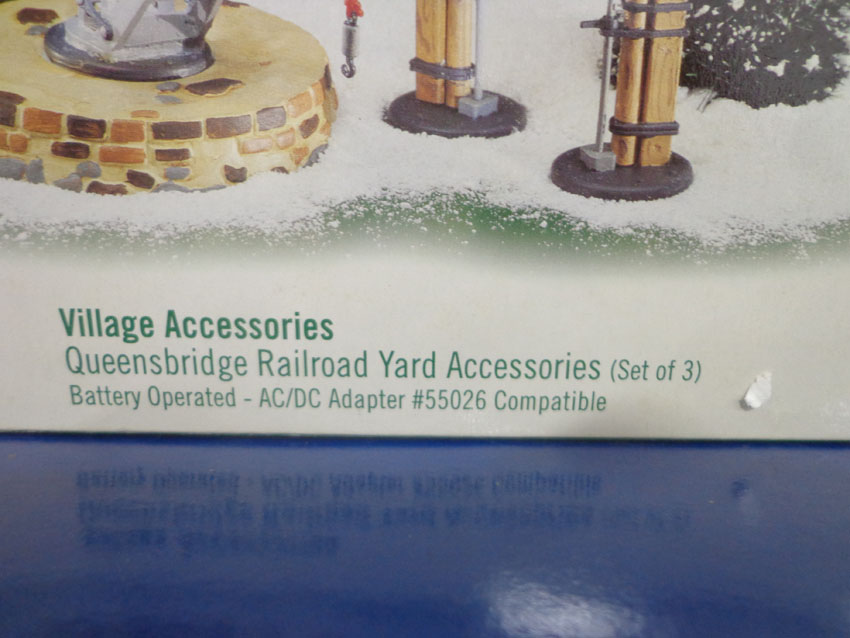 Village Accessories
Queensbridge Railroad Yard Accessories (Set of 3)
Battery Operated - AC/DC Adapter #55026 Compatible